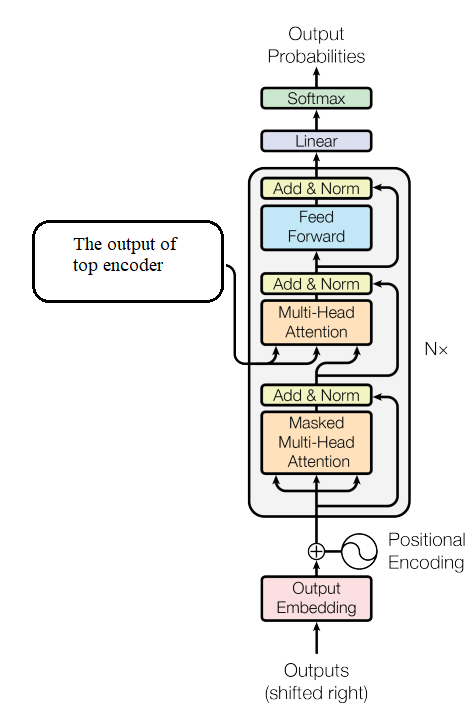 Output
Probabilities
Softmax
Linear
Add & Norm
Feed
Forward
The output of
top encoder
Add & Norm
Multi-Head
Attention
N×
Add & Norm
Masked
Multi-Head
Attention
Positional
Encoding
Output
Embedding
Outputs
(shifted right)